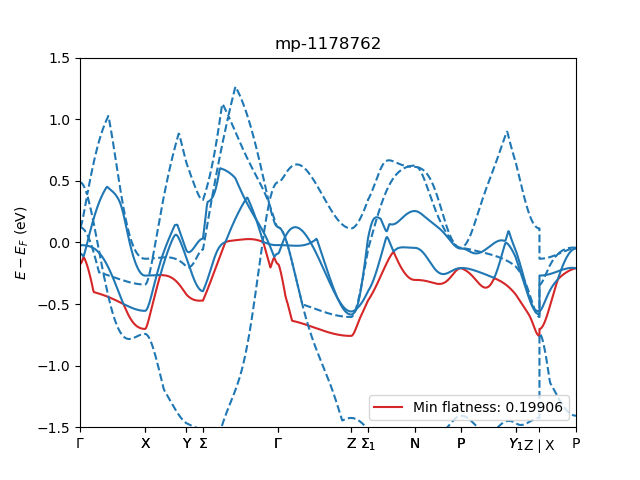 mp-1178762
E − E_F (eV)
1.5
1.0
0.5
0.0
−0.5
−1.0
−1.5
Min flatness: 0.19906
Γ X Y Σ Γ Z Σ₁ N P Y₁ Z | X P